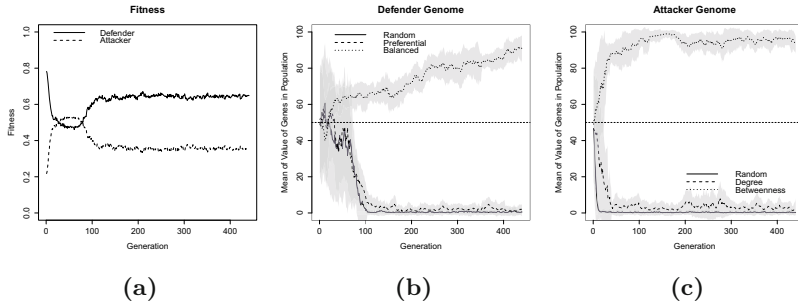 Fitness
Defender
Attacker
Fitness
0.0 0.2 0.4 0.6 0.8 1.0
0 100 200 300 400
Generation
(a)
Defender Genome
Random
Preferential
Balanced
Mean of Value of Genes in Population
0 20 40 60 80 100
0 100 200 300 400
Generation
(b)
Attacker Genome
Random
Degree
Betweenness
Mean of Value of Genes in Population
0 20 40 60 80 100
0 100 200 300 400
Generation
(c)